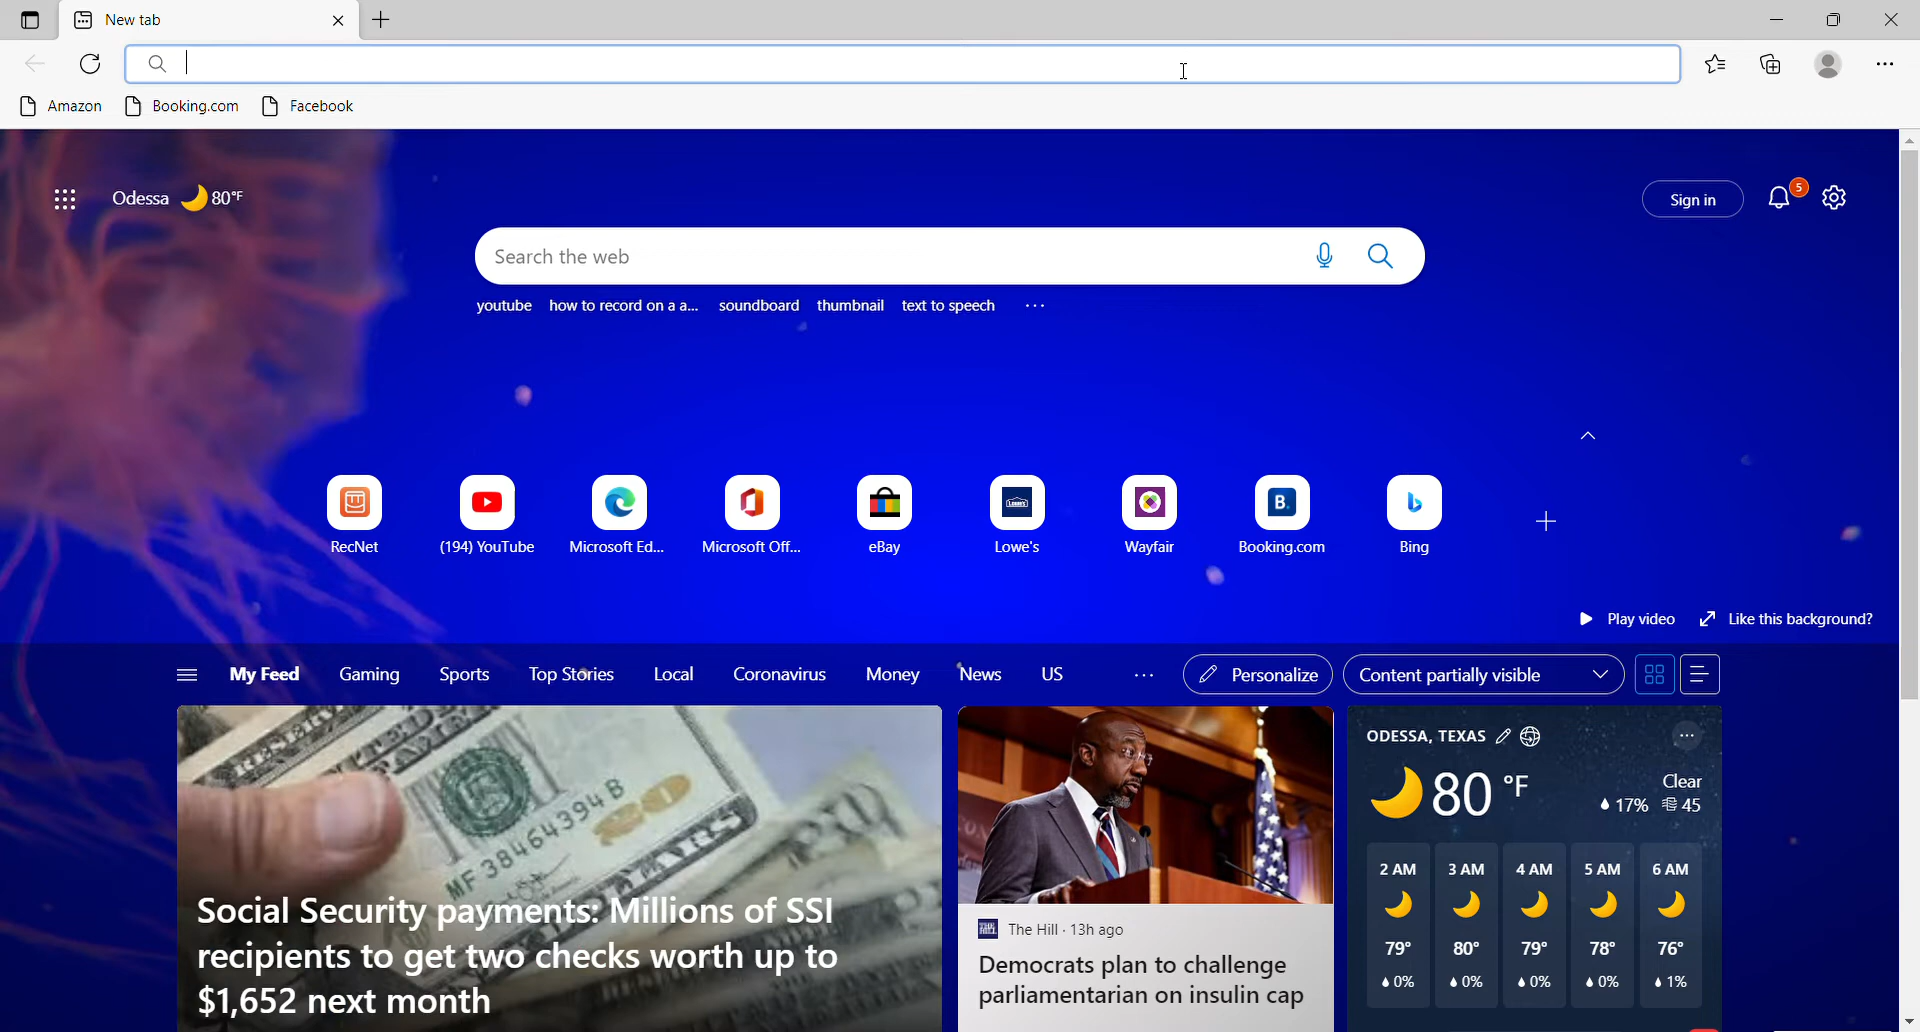 New tab
Amazon Booking.com Facebook
Odessa 80°F
Sign in 5
Search the web
youtube how to record on a a... soundboard thumbnail text to speech ...
RecNet (194) YouTube Microsoft Ed... Microsoft Off... eBay Lowe's Wayfair Booking.com Bing
Play video Like this background?
My Feed Gaming Sports Top Stories Local Coronavirus Money News US ... Personalize Content partially visible
MF 38464394 B
Social Security payments: Millions of SSI
recipients to get two checks worth up to
$1,652 next month
The Hill · 13h ago
Democrats plan to challenge
parliamentarian on insulin cap
ODESSA, TEXAS
80 °F
Clear
17% 45
2 AM 3 AM 4 AM 5 AM 6 AM
79° 80° 79° 78° 76°
0% 0% 0% 0% 1%